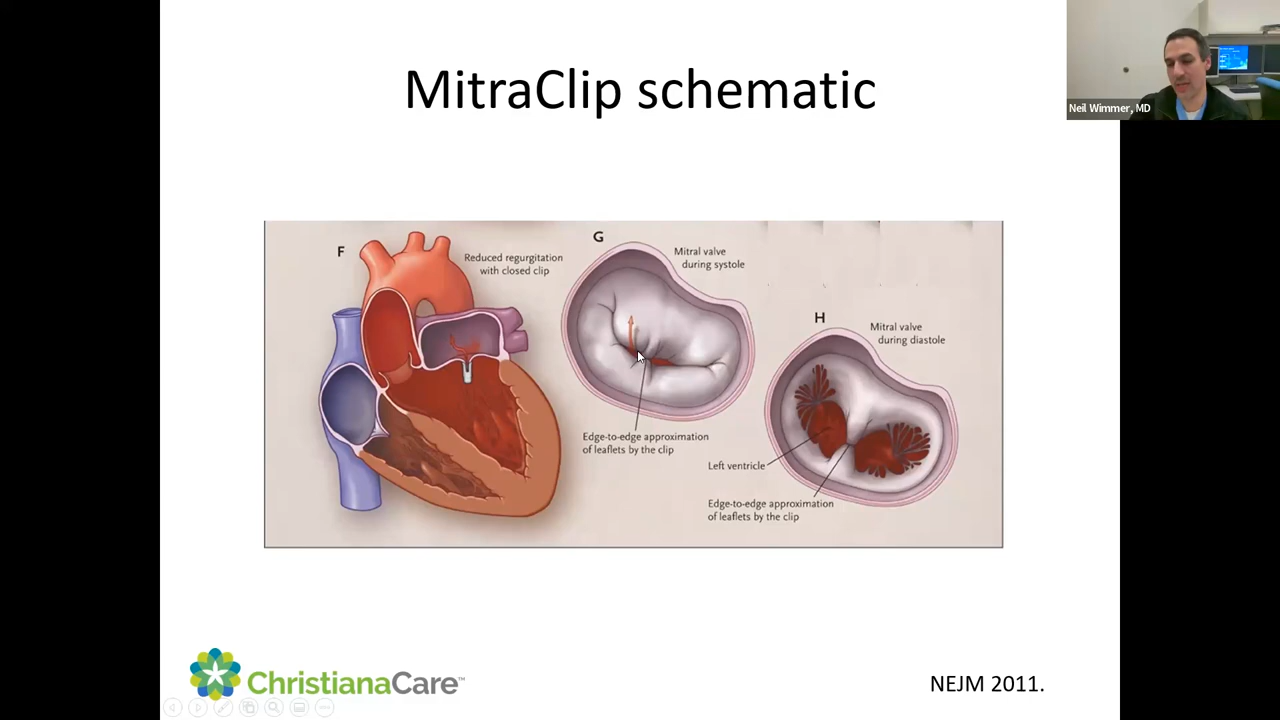 MitraClip schematic
Neil Wimmer, MD
F
Reduced regurgitation
with closed clip
G
Mitral valve
during systole
Edge-to-edge approximation
of leaflets by the clip
H
Mitral valve
during diastole
Left ventricle
Edge-to-edge approximation
of leaflets by the clip
ChristianaCare™
NEJM 2011.